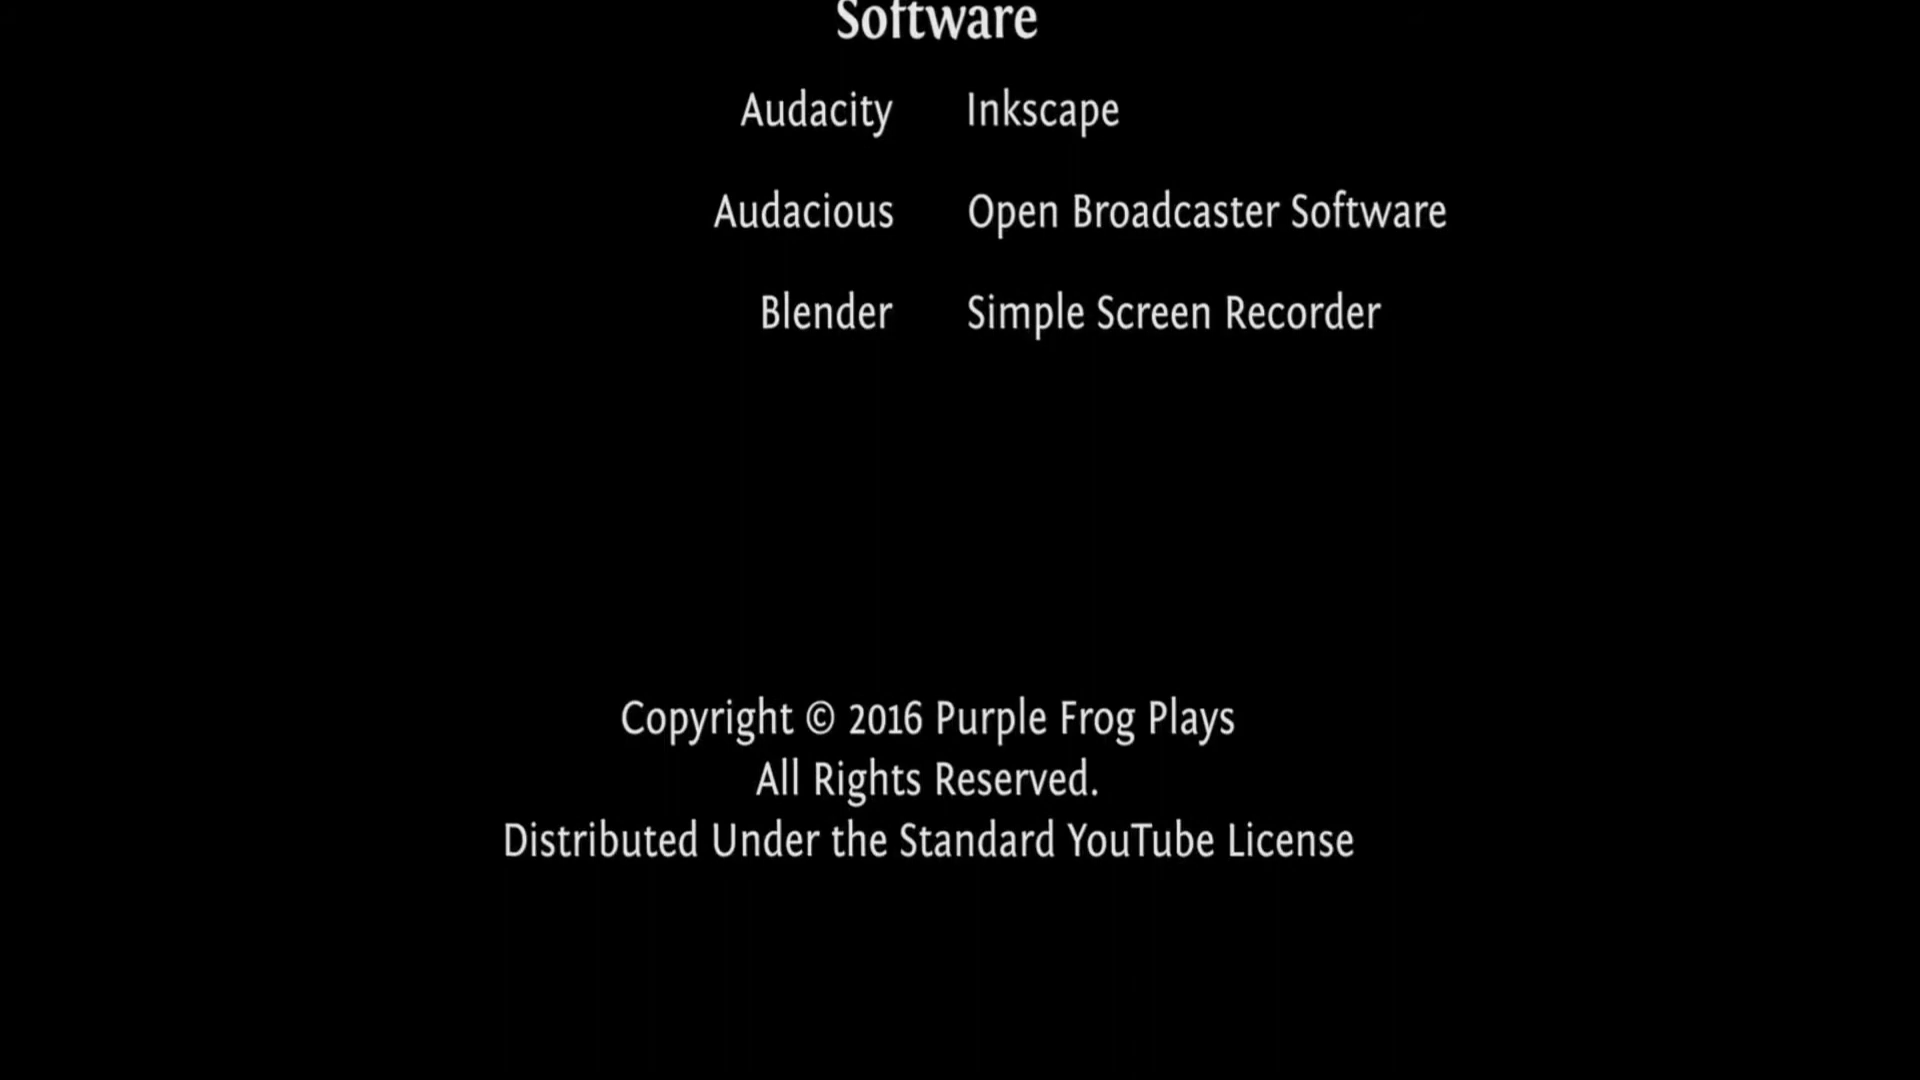 Software
Audacity Inkscape
Audacious Open Broadcaster Software
Blender Simple Screen Recorder
Copyright © 2016 Purple Frog Plays
All Rights Reserved.
Distributed Under the Standard YouTube License